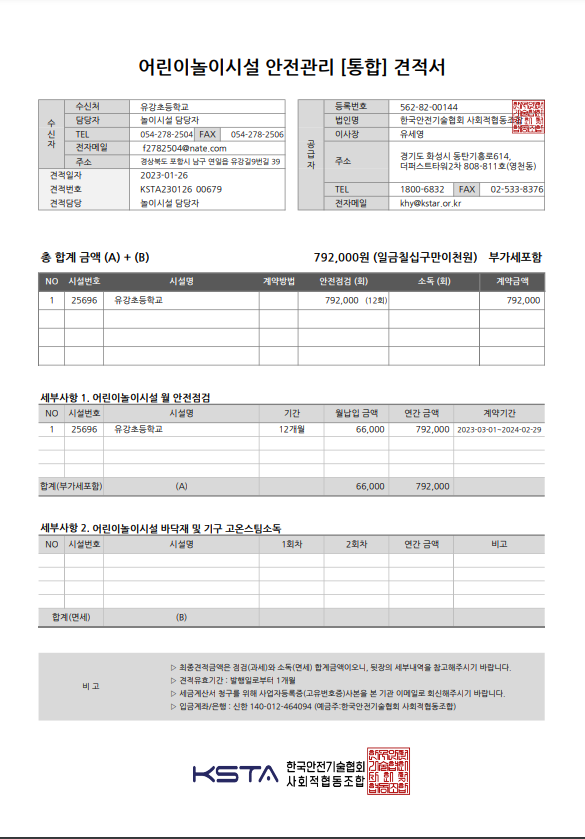 어린이놀이시설 안전관리 [통합] 견적서
수신자
수신처 유강초등학교
담당자 놀이시설 담당자
TEL 054-278-2504 FAX 054-278-2506
전자메일 f2782504@nate.com
주소 경상북도 포항시 남구 연일읍 유강길9번길 39
견적일자 2023-01-26
견적번호 KSTA230126 00679
견적담당 놀이시설 담당자
공급자
등록번호 562-82-00144
법인명 한국안전기술협회 사회적협동조합
이사장 유세영
주소 경기도 화성시 동탄기흥로614,
더퍼스트타워2차 808-811호(영천동)
TEL 1800-6832 FAX 02-533-8376
전자메일 khy@kstar.or.kr
총 합계 금액 (A) + (B) 792,000원 (일금칠십구만이천원) 부가세포함
NO 시설번호 시설명 계약방법 안전점검 (회) 소독 (회) 계약금액
1 25696 유강초등학교 792,000 (12회) 792,000
세부사항 1. 어린이놀이시설 월 안전점검
NO 시설번호 시설명 기간 월납입 금액 연간 금액 계약기간
1 25696 유강초등학교 12개월 66,000 792,000 2023-03-01~2024-02-29
합계(부가세포함) (A) 66,000 792,000
세부사항 2. 어린이놀이시설 바닥재 및 기구 고온스팀소독
NO 시설번호 시설명 1회차 2회차 연간 금액 비고
합계(면세) (B)
비 고
▷ 최종견적금액은 점검(과세)와 소독(면세) 합계금액이오니, 뒷장의 세부내역을 참고해주시기 바랍니다.
▷ 견적유효기간 : 발행일로부터 1개월
▷ 세금계산서 청구를 위해 사업자등록증(고유번호증)사본을 본 기관 이메일로 회신해주시기 바랍니다.
▷ 입금계좌/은행 : 신한 140-012-464094 (예금주:한국안전기술협회 사회적협동조합)
KSTA 한국안전기술협회
사회적협동조합